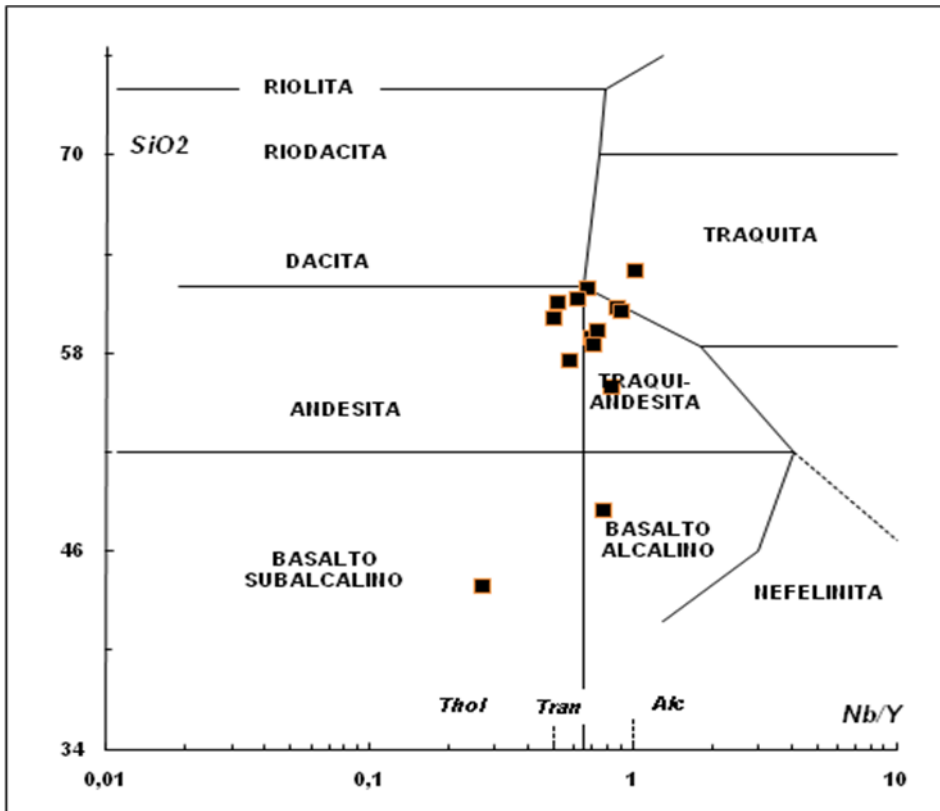 RIOLITA
SiO2
70
RIODACITA
TRAQUITA
DACITA
58
TRAQUI-
ANDESITA
ANDESITA
46
BASALTO
SUBALCALINO
BASALTO
ALCALINO
NEFELINITA
Thol
Tran
Alc
Nb/Y
34
0,01
0,1
1
10